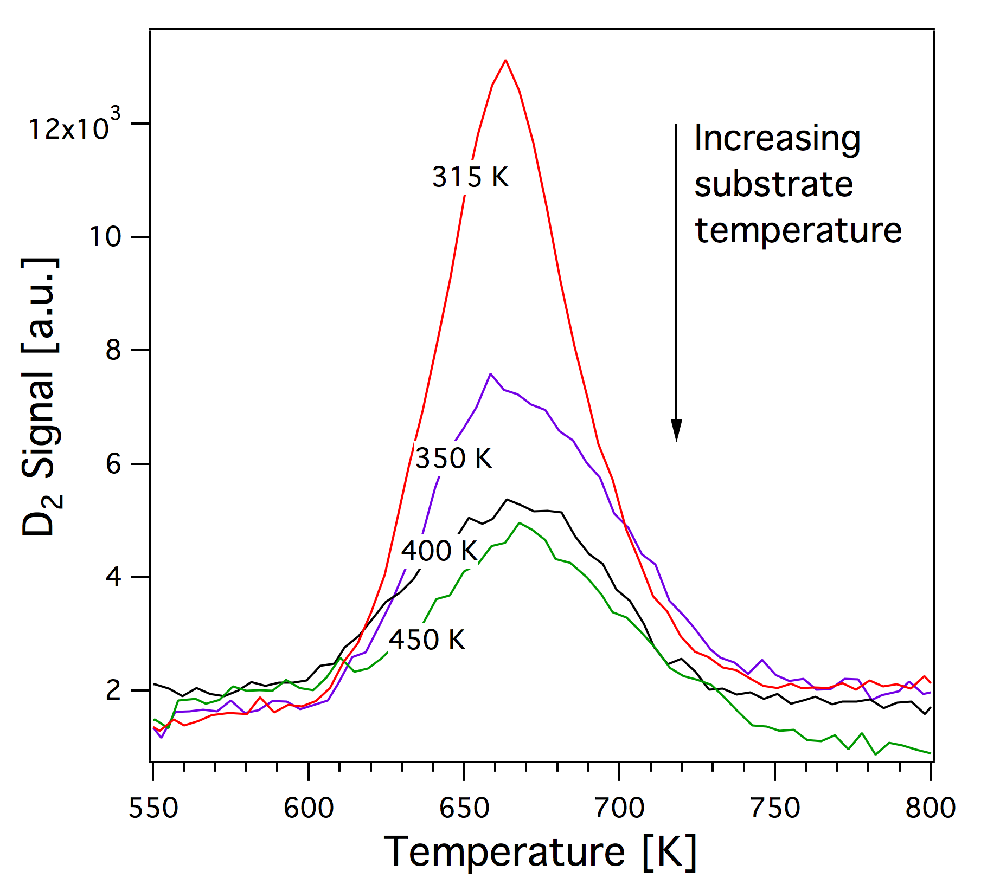 12x10³
10
8
6
4
2
D₂ Signal [a.u.]
315 K
350 K
400 K
450 K
Increasing
substrate
temperature
550 600 650 700 750 800
Temperature [K]